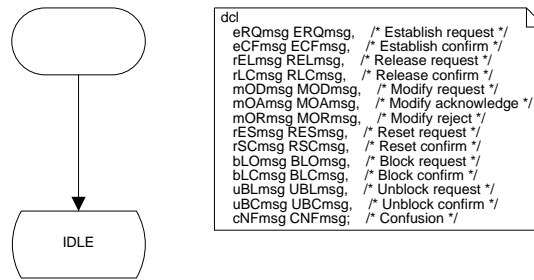 dcl
eRQmsg ERQmsg, /* Establish request */
eCFmsg ECFmsg, /* Establish confirm */
rELmsg RELmsg, /* Release request */
rLCmsg RLCmsg, /* Release confirm */
mODmsg MODmsg, /* Modify request */
mOAmsg MOAmsg, /* Modify acknowledge */
mORmsg MORmsg, /* Modify reject */
rESmsg RESmsg, /* Reset request */
rSCmsg RSCmsg, /* Reset confirm */
bLOmsg BLOmsg, /* Block request */
bLCmsg BLCmsg, /* Block confirm */
uBLmsg UBLmsg, /* Unblock request */
uBCmsg UBCmsg, /* Unblock confirm */
cNFmsg CNFmsg; /* Confusion */
IDLE